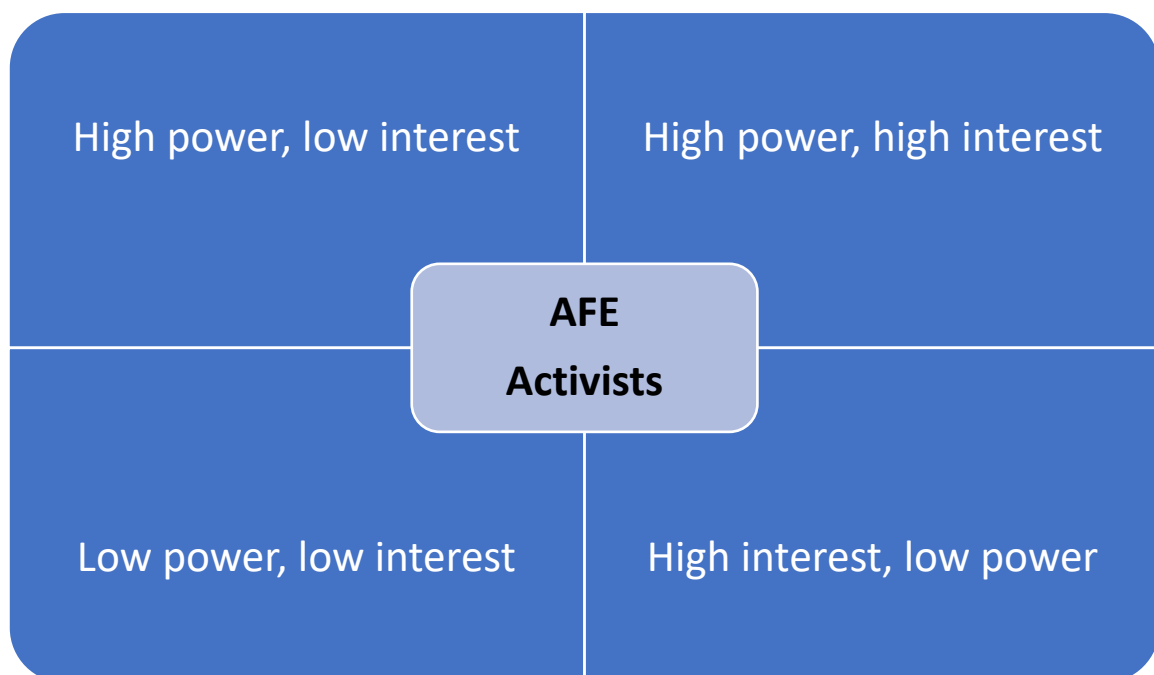 High power, low interest
High power, high interest
AFE
Activists
Low power, low interest
High interest, low power